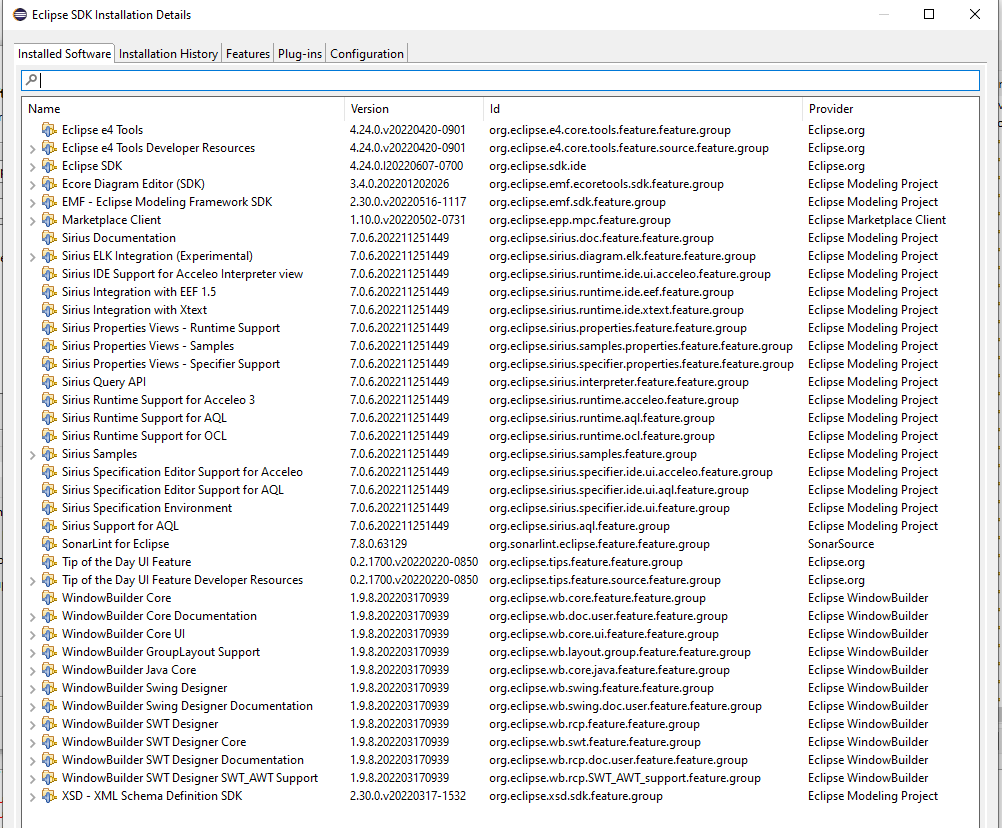 Eclipse SDK Installation Details
Installed Software Installation History Features Plug-ins Configuration
Name Version Id Provider
Eclipse e4 Tools 4.24.0.v20220420-0901 org.eclipse.e4.core.tools.feature.feature.group Eclipse.org
Eclipse e4 Tools Developer Resources 4.24.0.v20220420-0901 org.eclipse.e4.core.tools.feature.source.feature.group Eclipse.org
Eclipse SDK 4.24.0.I20220607-0700 org.eclipse.sdk.ide Eclipse.org
Ecore Diagram Editor (SDK) 3.4.0.202201202026 org.eclipse.emf.ecoretools.sdk.feature.group Eclipse Modeling Project
EMF - Eclipse Modeling Framework SDK 2.30.0.v20220516-1117 org.eclipse.emf.sdk.feature.group Eclipse Modeling Project
Marketplace Client 1.10.0.v20220502-0731 org.eclipse.epp.mpc.feature.group Eclipse Marketplace Client
Sirius Documentation 7.0.6.202211251449 org.eclipse.sirius.doc.feature.feature.group Eclipse Modeling Project
Sirius ELK Integration (Experimental) 7.0.6.202211251449 org.eclipse.sirius.diagram.elk.feature.feature.group Eclipse Modeling Project
Sirius IDE Support for Acceleo Interpreter view 7.0.6.202211251449 org.eclipse.sirius.runtime.ide.ui.acceleo.feature.group Eclipse Modeling Project
Sirius Integration with EEF 1.5 7.0.6.202211251449 org.eclipse.sirius.runtime.ide.eef.feature.group Eclipse Modeling Project
Sirius Integration with Xtext 7.0.6.202211251449 org.eclipse.sirius.runtime.ide.xtext.feature.group Eclipse Modeling Project
Sirius Properties Views - Runtime Support 7.0.6.202211251449 org.eclipse.sirius.properties.feature.feature.group Eclipse Modeling Project
Sirius Properties Views - Samples 7.0.6.202211251449 org.eclipse.sirius.samples.properties.feature.feature.group Eclipse Modeling Project
Sirius Properties Views - Specifier Support 7.0.6.202211251449 org.eclipse.sirius.specifier.properties.feature.feature.group Eclipse Modeling Project
Sirius Query API 7.0.6.202211251449 org.eclipse.sirius.interpreter.feature.feature.group Eclipse Modeling Project
Sirius Runtime Support for Acceleo 3 7.0.6.202211251449 org.eclipse.sirius.runtime.acceleo.feature.group Eclipse Modeling Project
Sirius Runtime Support for AQL 7.0.6.202211251449 org.eclipse.sirius.runtime.aql.feature.group Eclipse Modeling Project
Sirius Runtime Support for OCL 7.0.6.202211251449 org.eclipse.sirius.runtime.ocl.feature.group Eclipse Modeling Project
Sirius Samples 7.0.6.202211251449 org.eclipse.sirius.samples.feature.group Eclipse Modeling Project
Sirius Specification Editor Support for Acceleo 7.0.6.202211251449 org.eclipse.sirius.specifier.ide.ui.acceleo.feature.group Eclipse Modeling Project
Sirius Specification Editor Support for AQL 7.0.6.202211251449 org.eclipse.sirius.specifier.ide.ui.aql.feature.group Eclipse Modeling Project
Sirius Specification Environment 7.0.6.202211251449 org.eclipse.sirius.specifier.ide.ui.feature.group Eclipse Modeling Project
Sirius Support for AQL 7.0.6.202211251449 org.eclipse.sirius.aql.feature.group Eclipse Modeling Project
SonarLint for Eclipse 7.8.0.63129 org.sonarlint.eclipse.feature.feature.group SonarSource
Tip of the Day UI Feature 0.2.1700.v20220220-0850 org.eclipse.tips.feature.feature.group Eclipse.org
Tip of the Day UI Feature Developer Resources 0.2.1700.v20220220-0850 org.eclipse.tips.feature.source.feature.group Eclipse.org
WindowBuilder Core 1.9.8.202203170939 org.eclipse.wb.core.feature.feature.group Eclipse WindowBuilder
WindowBuilder Core Documentation 1.9.8.202203170939 org.eclipse.wb.doc.user.feature.feature.group Eclipse WindowBuilder
WindowBuilder Core UI 1.9.8.202203170939 org.eclipse.wb.core.ui.feature.feature.group Eclipse WindowBuilder
WindowBuilder GroupLayout Support 1.9.8.202203170939 org.eclipse.wb.layout.group.feature.feature.group Eclipse WindowBuilder
WindowBuilder Java Core 1.9.8.202203170939 org.eclipse.wb.core.java.feature.feature.group Eclipse WindowBuilder
WindowBuilder Swing Designer 1.9.8.202203170939 org.eclipse.wb.swing.feature.feature.group Eclipse WindowBuilder
WindowBuilder Swing Designer Documentation 1.9.8.202203170939 org.eclipse.wb.swing.doc.user.feature.feature.group Eclipse WindowBuilder
WindowBuilder SWT Designer 1.9.8.202203170939 org.eclipse.wb.rcp.feature.feature.group Eclipse WindowBuilder
WindowBuilder SWT Designer Core 1.9.8.202203170939 org.eclipse.wb.swt.feature.feature.group Eclipse WindowBuilder
WindowBuilder SWT Designer Documentation 1.9.8.202203170939 org.eclipse.wb.rcp.doc.user.feature.feature.group Eclipse WindowBuilder
WindowBuilder SWT Designer SWT_AWT Support 1.9.8.202203170939 org.eclipse.wb.rcp.SWT_AWT_support.feature.group Eclipse WindowBuilder
XSD - XML Schema Definition SDK 2.30.0.v20220317-1532 org.eclipse.xsd.sdk.feature.group Eclipse Modeling Project